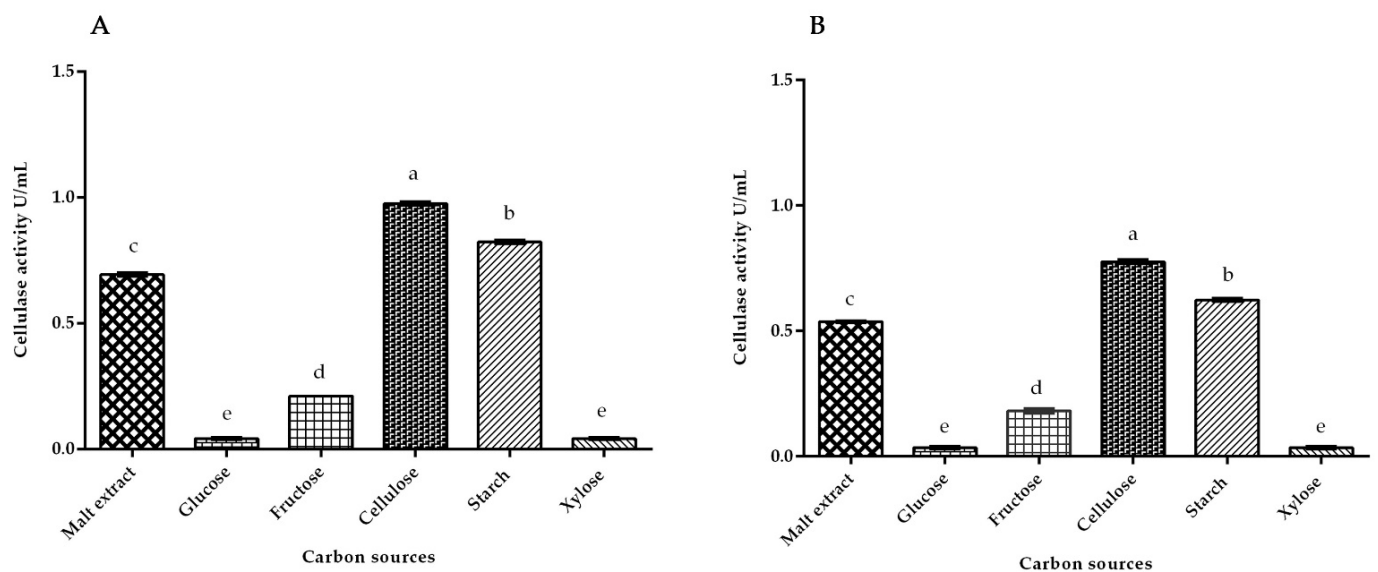 A
Cellulase activity U/mL
1.5
1.0
0.5
0.0
c
e
d
a
b
e
Malt extract
Glucose
Fructose
Cellulose
Starch
Xylose
Carbon sources
B
Cellulase activity U/mL
1.5
1.0
0.5
0.0
c
e
d
a
b
e
Malt extract
Glucose
Fructose
Cellulose
Starch
Xylose
Carbon sources